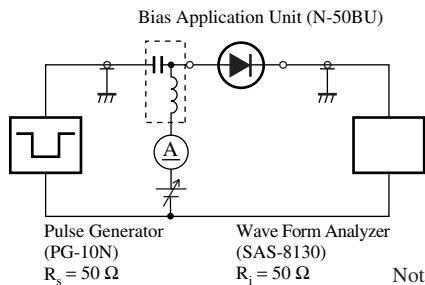 Bias Application Unit (N-50BU)
A
Pulse Generator
(PG-10N)
Rs = 50 Ω
Wave Form Analyzer
(SAS-8130)
Ri = 50 Ω
Not